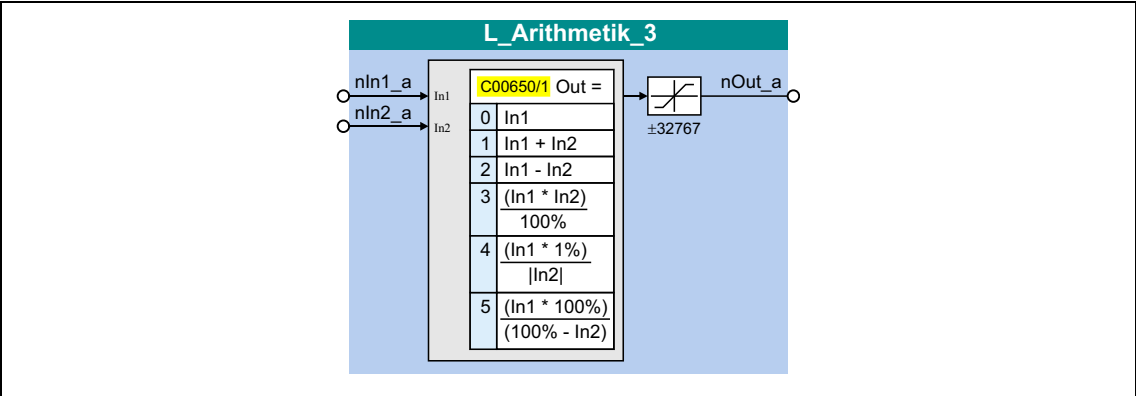 L_Arithmetik_3
nIn1_a
nIn2_a
In1
In2
C00650/1 Out =
0 In1
1 In1 + In2
2 In1 - In2
3 (In1 * In2)
100%
4 (In1 * 1%)
|In2|
5 (In1 * 100%)
(100% - In2)
nOut_a
±32767